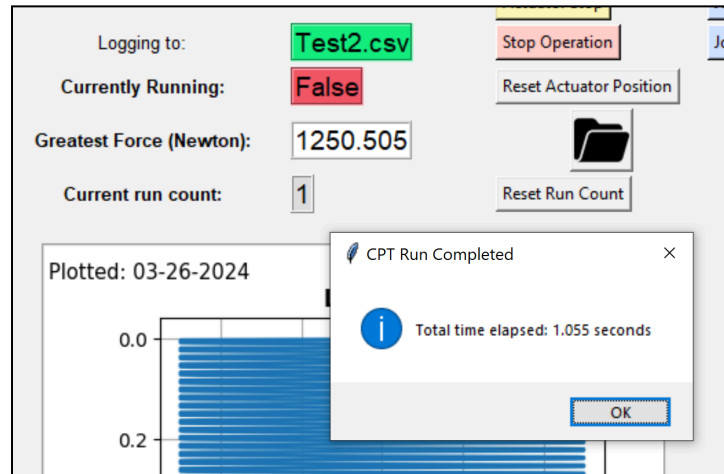 Logging to:
Test2.csv
Stop Operation
Currently Running:
False
Reset Actuator Position
Greatest Force (Newton):
1250.505
Current run count:
1
Reset Run Count
CPT Run Completed
Plotted: 03-26-2024
Total time elapsed: 1.055 seconds
0.0
OK
0.2